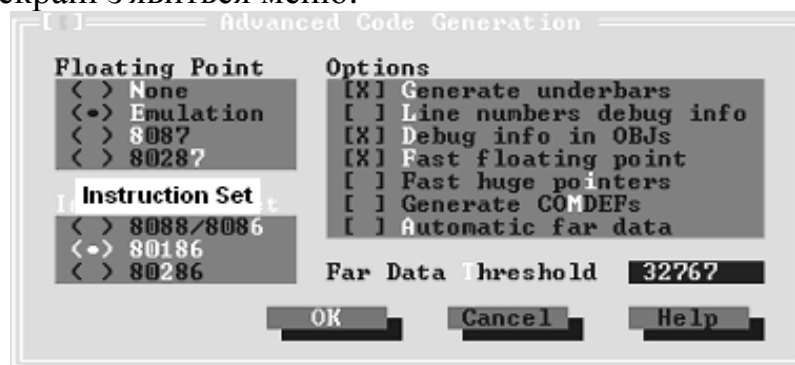 екрані з'явиться меню:
[ ] Advanced Code Generation
Floating Point
( ) None
(•) Emulation
( ) 8087
( ) 80287
Instruction Set
( ) 8088/8086
(•) 80186
( ) 80286
Options
[X] Generate underbars
[ ] Line numbers debug info
[X] Debug info in OBJs
[X] Fast floating point
[ ] Fast huge pointers
[ ] Generate COMDEFs
[ ] Automatic far data
Far Data Threshold 32767
OK Cancel Help